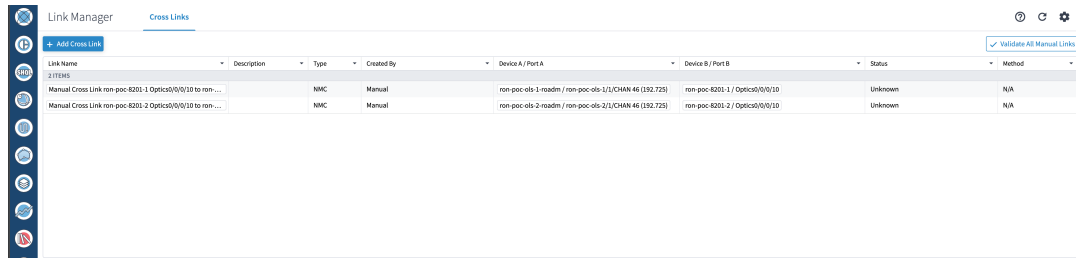 Link Manager
Cross Links
+ Add Cross Link
Validate All Manual Links
Link Name Description Type Created By Device A / Port A Device B / Port B Status Method
2 ITEMS
Manual Cross Link ron-poc-8201-1 Optics0/0/0/10 to ron-... NMC Manual ron-poc-ols-1-roadm / ron-poc-ols-1/1/CHAN 46 (192.725) ron-poc-8201-1 / Optics0/0/0/10 Unknown N/A
Manual Cross Link ron-poc-8201-2 Optics0/0/0/10 to ron-... NMC Manual ron-poc-ols-2-roadm / ron-poc-ols-2/1/CHAN 46 (192.725) ron-poc-8201-2 / Optics0/0/0/10 Unknown N/A
SHQL